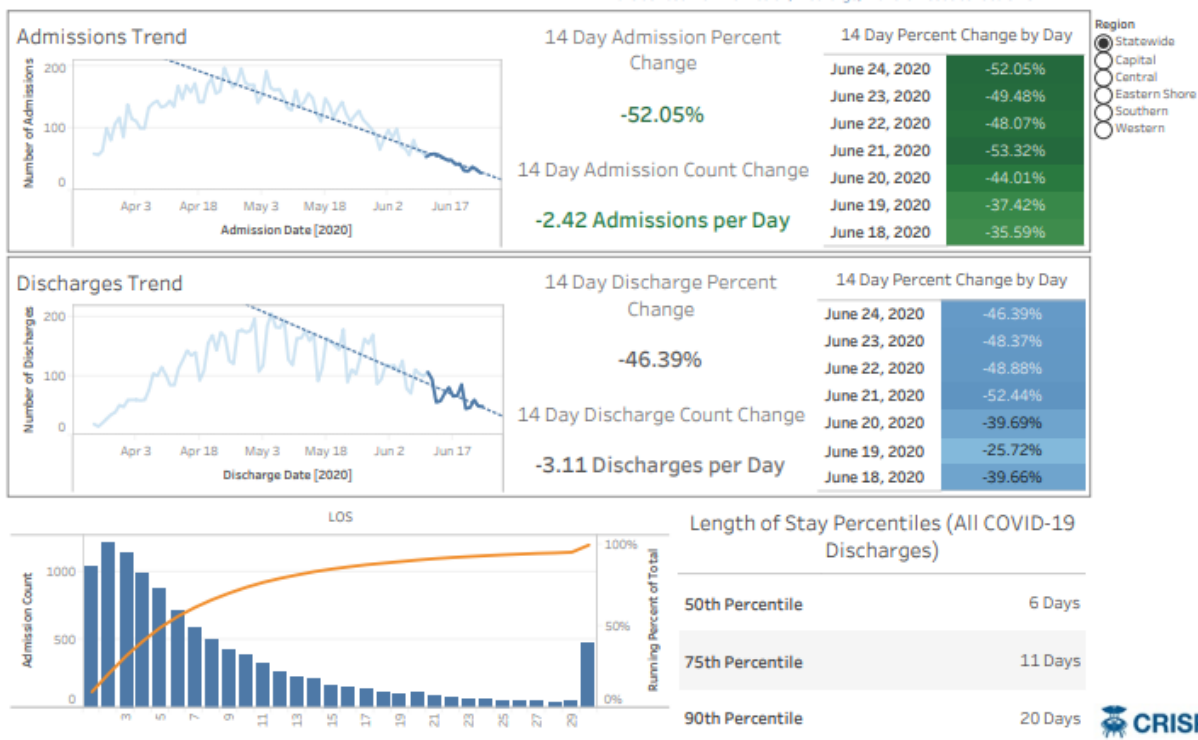 Admissions Trend
Number of Admissions
200
100
0
Apr 3 Apr 18 May 3 May 18 Jun 2 Jun 17
Admission Date [2020]
14 Day Admission Percent
Change
-52.05%
14 Day Admission Count Change
-2.42 Admissions per Day
14 Day Percent Change by Day
June 24, 2020 -52.05%
June 23, 2020 -49.48%
June 22, 2020 -48.07%
June 21, 2020 -53.32%
June 20, 2020 -44.01%
June 19, 2020 -37.42%
June 18, 2020 -35.59%
Region
Statewide
Capital
Central
Eastern Shore
Southern
Western
Discharges Trend
Number of Discharges
200
100
0
Apr 3 Apr 18 May 3 May 18 Jun 2 Jun 17
Discharge Date [2020]
14 Day Discharge Percent
Change
-46.39%
14 Day Discharge Count Change
-3.11 Discharges per Day
14 Day Percent Change by Day
June 24, 2020 -46.39%
June 23, 2020 -48.37%
June 22, 2020 -48.88%
June 21, 2020 -52.44%
June 20, 2020 -39.69%
June 19, 2020 -25.72%
June 18, 2020 -39.66%
LOS
Admission Count
1000
500
0
3 5 7 9 11 13 15 17 19 21 23 25 27 29
100%
50%
0%
Running Percent of Total
Length of Stay Percentiles (All COVID-19
Discharges)
50th Percentile 6 Days
75th Percentile 11 Days
90th Percentile 20 Days
CRISP